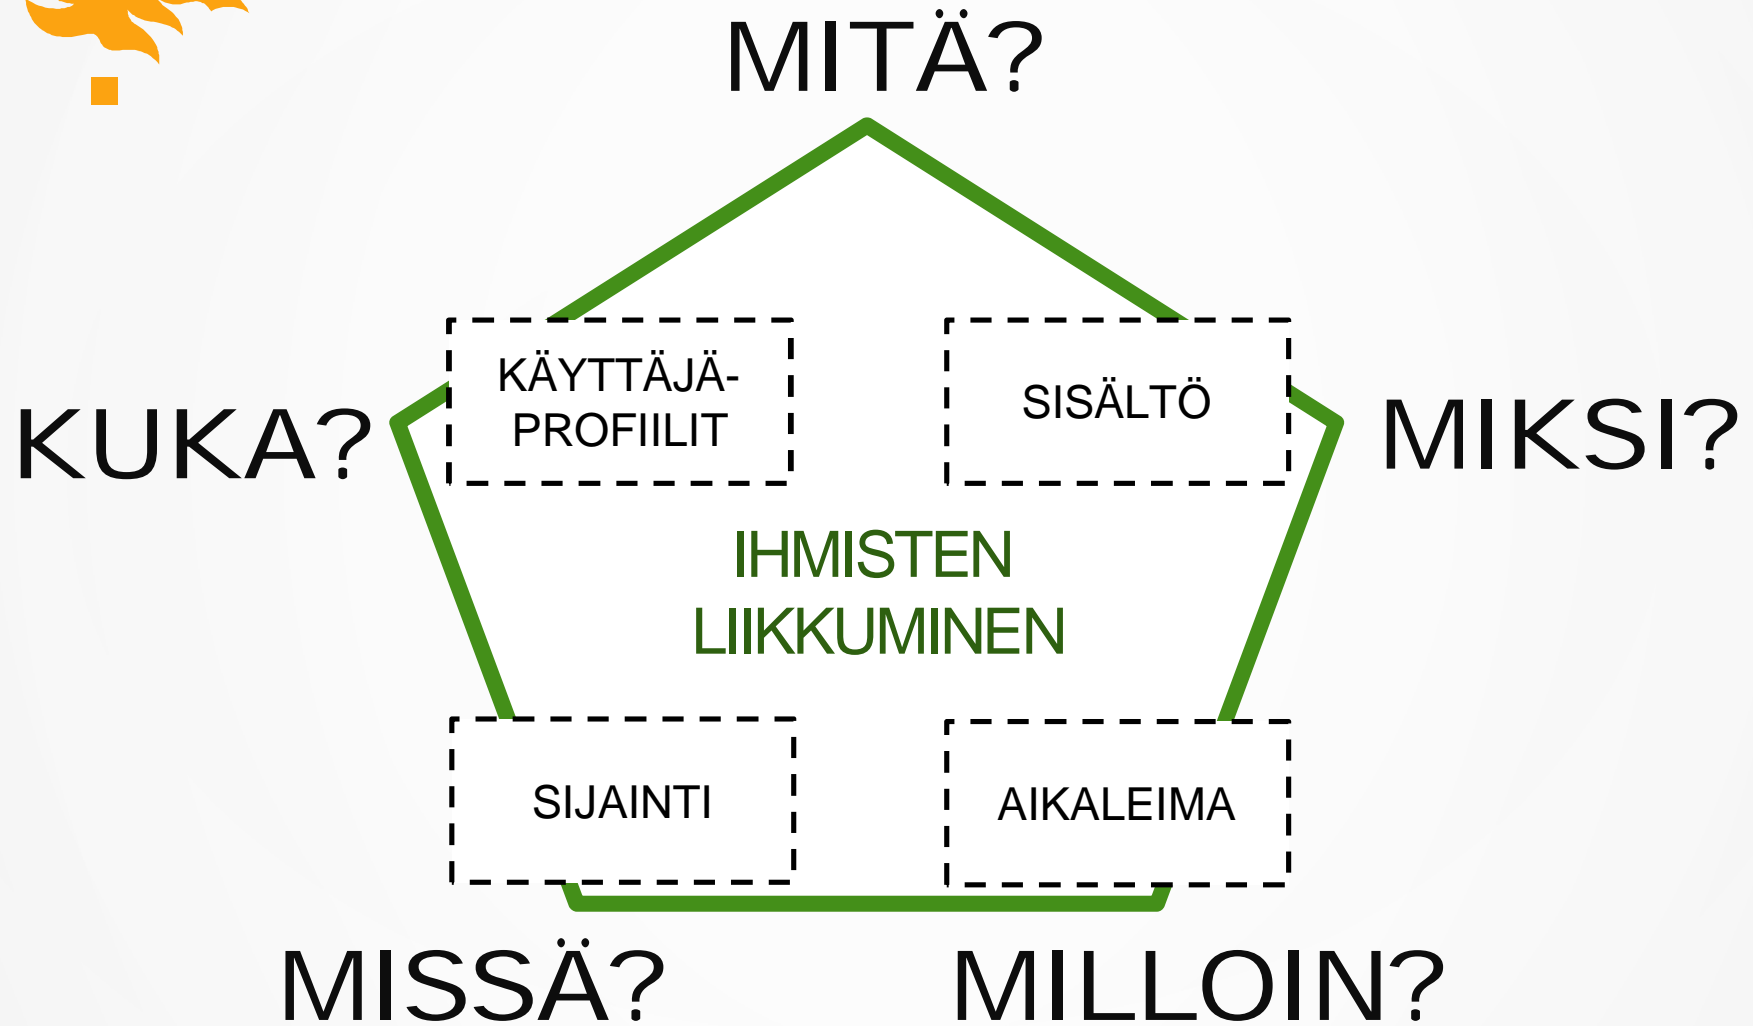 MITÄ?
KÄYTTÄJÄ-
PROFIILIT
SISÄLTÖ
KUKA?
MIKSI?
IHMISTEN
LIIKKUMINEN
SIJAINTI
AIKALEIMA
MISSÄ?
MILLOIN?